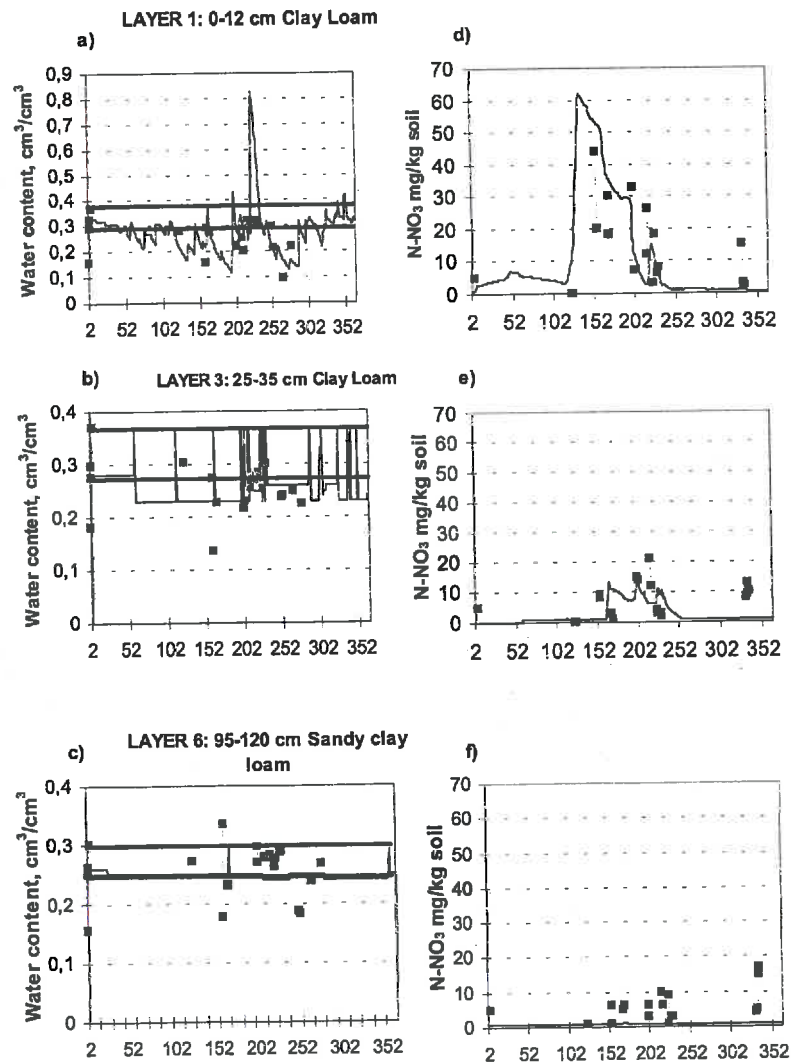 LAYER 1: 0-12 cm Clay Loam
a)
Water content, cm³/cm³
0,9
0,8
0,7
0,6
0,5
0,4
0,3
0,2
0,1
0
2 52 102 152 202 252 302 352
d)
N-NO₃ mg/kg soil
70
60
50
40
30
20
10
0
2 52 102 152 202 252 302 352
b)
LAYER 3: 25-35 cm Clay Loam
Water content, cm³/cm³
0,4
0,3
0,2
0,1
0
2 52 102 152 202 252 302 352
e)
N-NO₃ mg/kg soil
70
60
50
40
30
20
10
0
2 52 102 152 202 252 302 352
c)
LAYER 6: 95-120 cm Sandy clay
loam
Water content, cm³/cm³
0,4
0,3
0,2
0,1
0
2 52 102 152 202 252 302 352
f)
N-NO₃ mg/kg soil
70
60
50
40
30
20
10
0
2 52 102 152 202 252 302 352